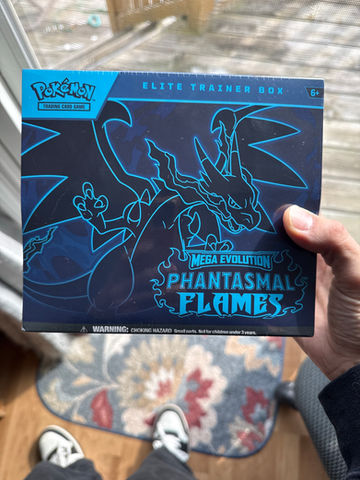 Pokémon
TRADING CARD GAME
ELITE TRAINER BOX
6+
MEGA EVOLUTION
PHANTASMAL
FLAMES
WARNING: CHOKING HAZARD Small parts. Not for children under 3 years.